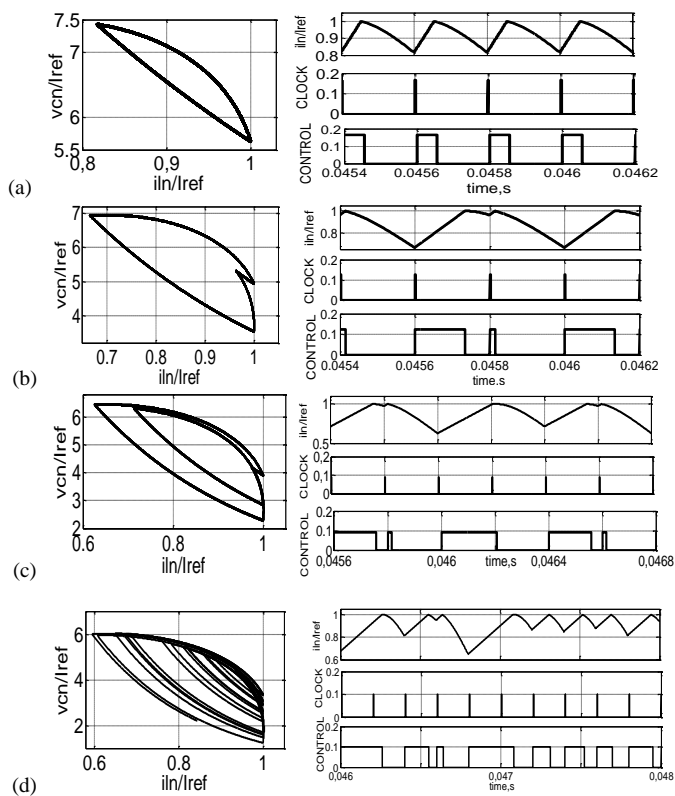 7.5
7
6
5.5
0,8
0,9
1
vcn/Iref
iln/Iref
(a)
1
0.9
0.8
iln/Iref
0.2
0.1
0
CLOCK
0.2
0.1
0
CONTROL
0.0454
0.0456
0.0458
0.046
0.0462
time,s
7
6
5
4
0.7
0.8
0.9
1
vcn/Iref
iln/Iref
(b)
1
0.8
iln/Iref
0.2
0.1
0
CLOCK
0.2
0.1
0
CONTROL
0.0454
0.0456
0.0458
0.046
0.0462
time.s
6
5
4
3
2
0.6
0.8
1
vcn/Iref
iln/Iref
(c)
1
0.5
iln/Iref
0,2
0,1
0
CLOCK
0.2
0.1
0
CONTROL
0,0456
0,046
time,s
0,0464
0,0468
6
4
2
0.6
0.8
1
vcn/Iref
iln/Iref
(d)
1
0.8
0.6
iln/Iref
0.2
0.1
0
CLOCK
0.2
0.1
0
CONTROL
0,046
0,047
0,048
time,s